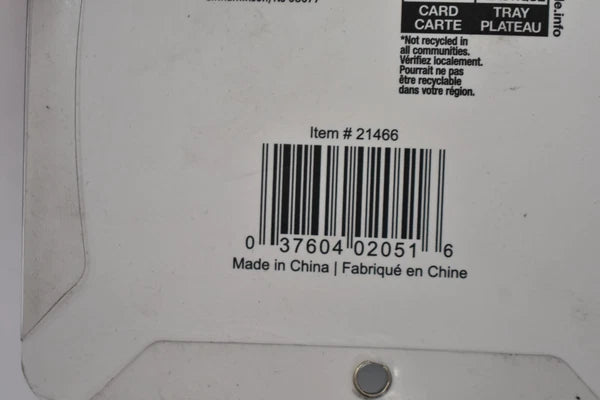 CARD
CARTE
TRAY
PLATEAU
*Not recycled in
all communities.
Vérifiez localement.
Pourrait ne pas
être recyclable
dans votre région.
Item # 21466
0 37604 02051 6
Made in China | Fabriqué en Chine